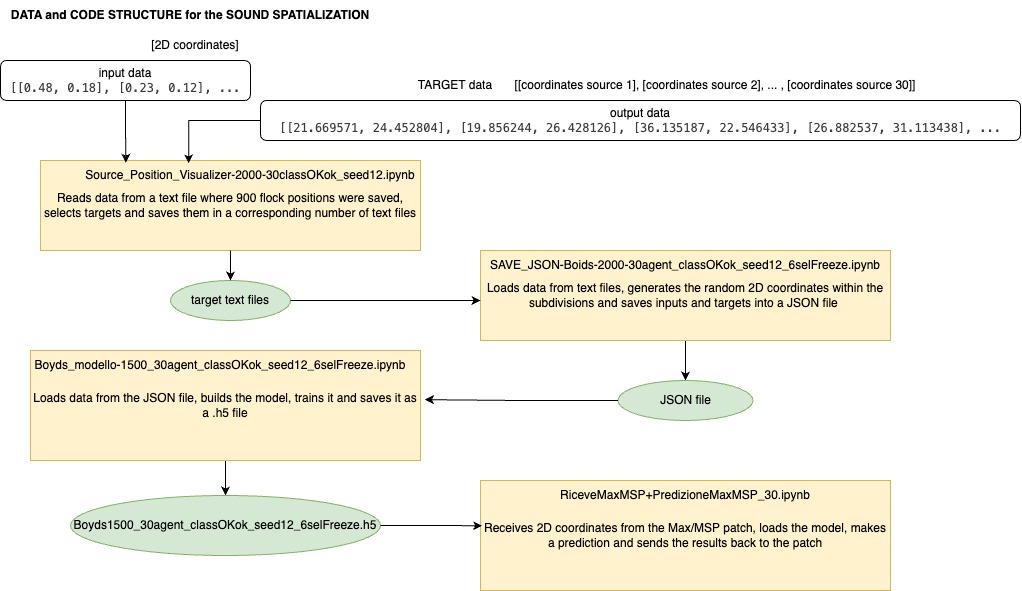 DATA and CODE STRUCTURE for the SOUND SPATIALIZATION
[2D coordinates]
input data
[[0.48, 0.18], [0.23, 0.12], ...
TARGET data [[coordinates source 1], [coordinates source 2], ... , [coordinates source 30]]
output data
[[21.669571, 24.452804], [19.856244, 26.428126], [36.135187, 22.546433], [26.882537, 31.113438], ...
Source_Position_Visualizer-2000-30classOKok_seed12.ipynb
Reads data from a text file where 900 flock positions were saved,
selects targets and saves them in a corresponding number of text files
target text files
SAVE_JSON-Boids-2000-30agent_classOKok_seed12_6selFreeze.ipynb
Loads data from text files, generates the random 2D coordinates within the
subdivisions and saves inputs and targets into a JSON file
JSON file
Boyds_modello-1500_30agent_classOKok_seed12_6selFreeze.ipynb
Loads data from the JSON file, builds the model, trains it and saves it as
a .h5 file
Boyds1500_30agent_classOKok_seed12_6selFreeze.h5
RiceveMaxMSP+PredizioneMaxMSP_30.ipynb
Receives 2D coordinates from the Max/MSP patch, loads the model, makes
a prediction and sends the results back to the patch